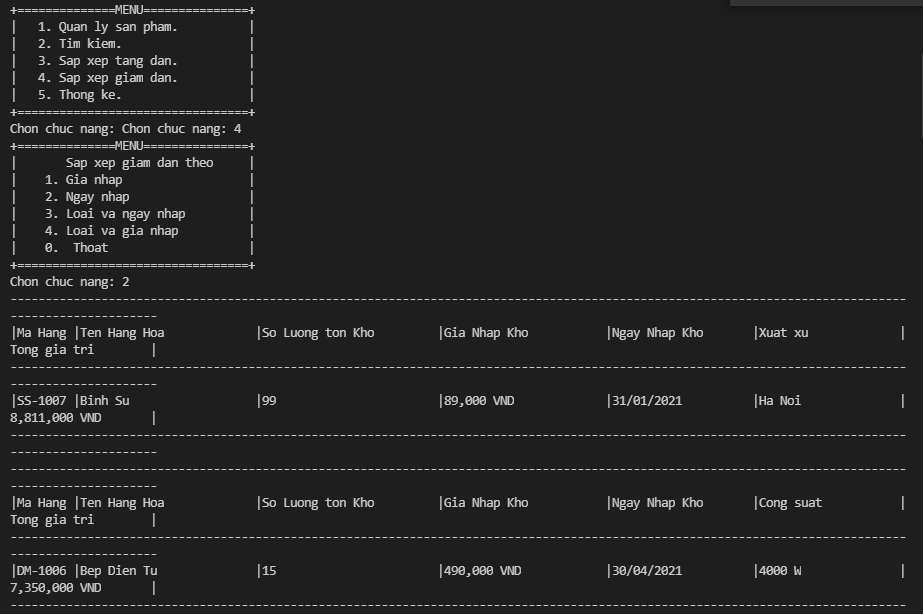 +==============MENU===============+
|   1. Quan ly san pham.          |
|   2. Tim kiem.                  |
|   3. Sap xep tang dan.          |
|   4. Sap xep giam dan.          |
|   5. Thong ke.                  |
+=================================+
Chon chuc nang: Chon chuc nang: 4
+==============MENU===============+
|       Sap xep giam dan theo     |
|    1. Gia nhap                  |
|    2. Ngay nhap                 |
|    3. Loai va ngay nhap         |
|    4. Loai va gia nhap          |
|    0.  Thoat                    |
+=================================+
Chon chuc nang: 2
--------------------------------------------------------------------------------------------------------------------------------
---------------------
|Ma Hang |Ten Hang Hoa             |So Luong ton Kho         |Gia Nhap Kho           |Ngay Nhap Kho       |Xuat xu             |
Tong gia tri        |
--------------------------------------------------------------------------------------------------------------------------------
---------------------
|SS-1007 |Binh Su                  |99                       |89,000 VND             |31/01/2021          |Ha Noi              |
8,811,000 VND       |
--------------------------------------------------------------------------------------------------------------------------------
---------------------
--------------------------------------------------------------------------------------------------------------------------------
---------------------
|Ma Hang |Ten Hang Hoa             |So Luong ton Kho         |Gia Nhap Kho           |Ngay Nhap Kho       |Cong suat           |
Tong gia tri        |
--------------------------------------------------------------------------------------------------------------------------------
---------------------
|DM-1006 |Bep Dien Tu              |15                       |490,000 VND            |30/04/2021          |4000 W              |
7,350,000 VND       |
--------------------------------------------------------------------------------------------------------------------------------